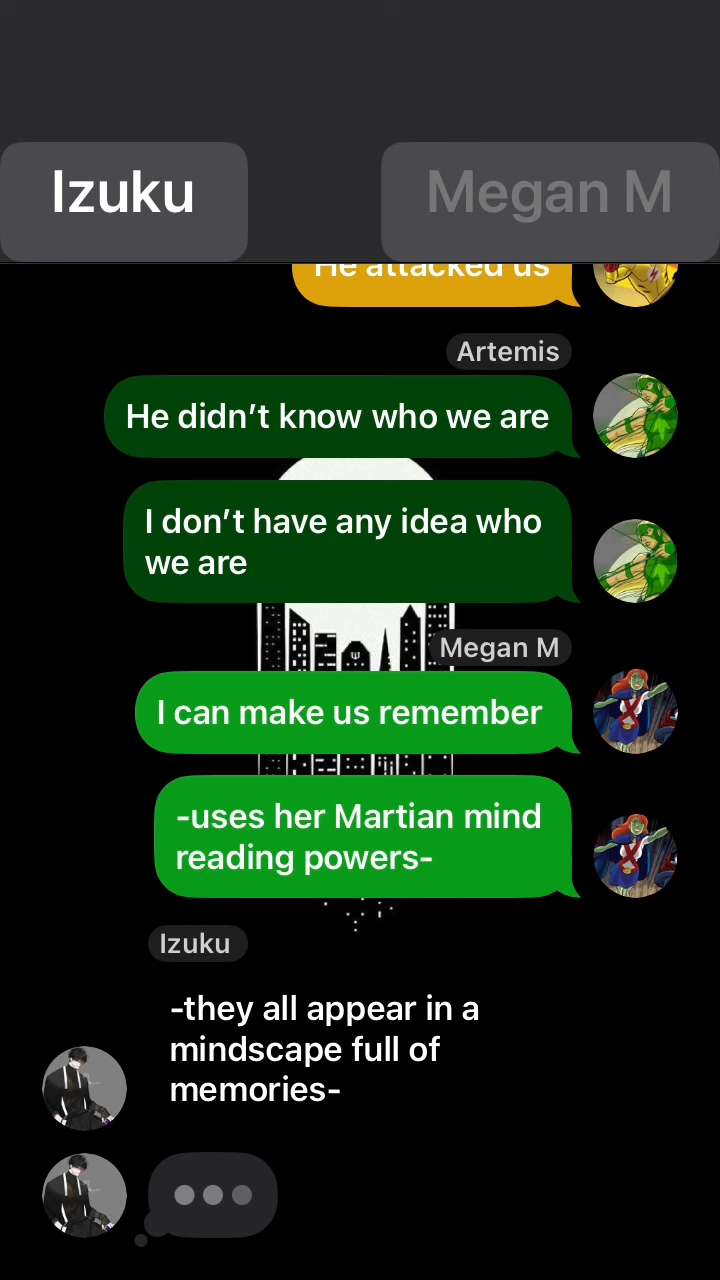 Izuku
Megan M
He attacked us
Artemis
He didn’t know who we are
I don’t have any idea who
we are
Megan M
I can make us remember
-uses her Martian mind
reading powers-
Izuku
-they all appear in a
mindscape full of
memories-